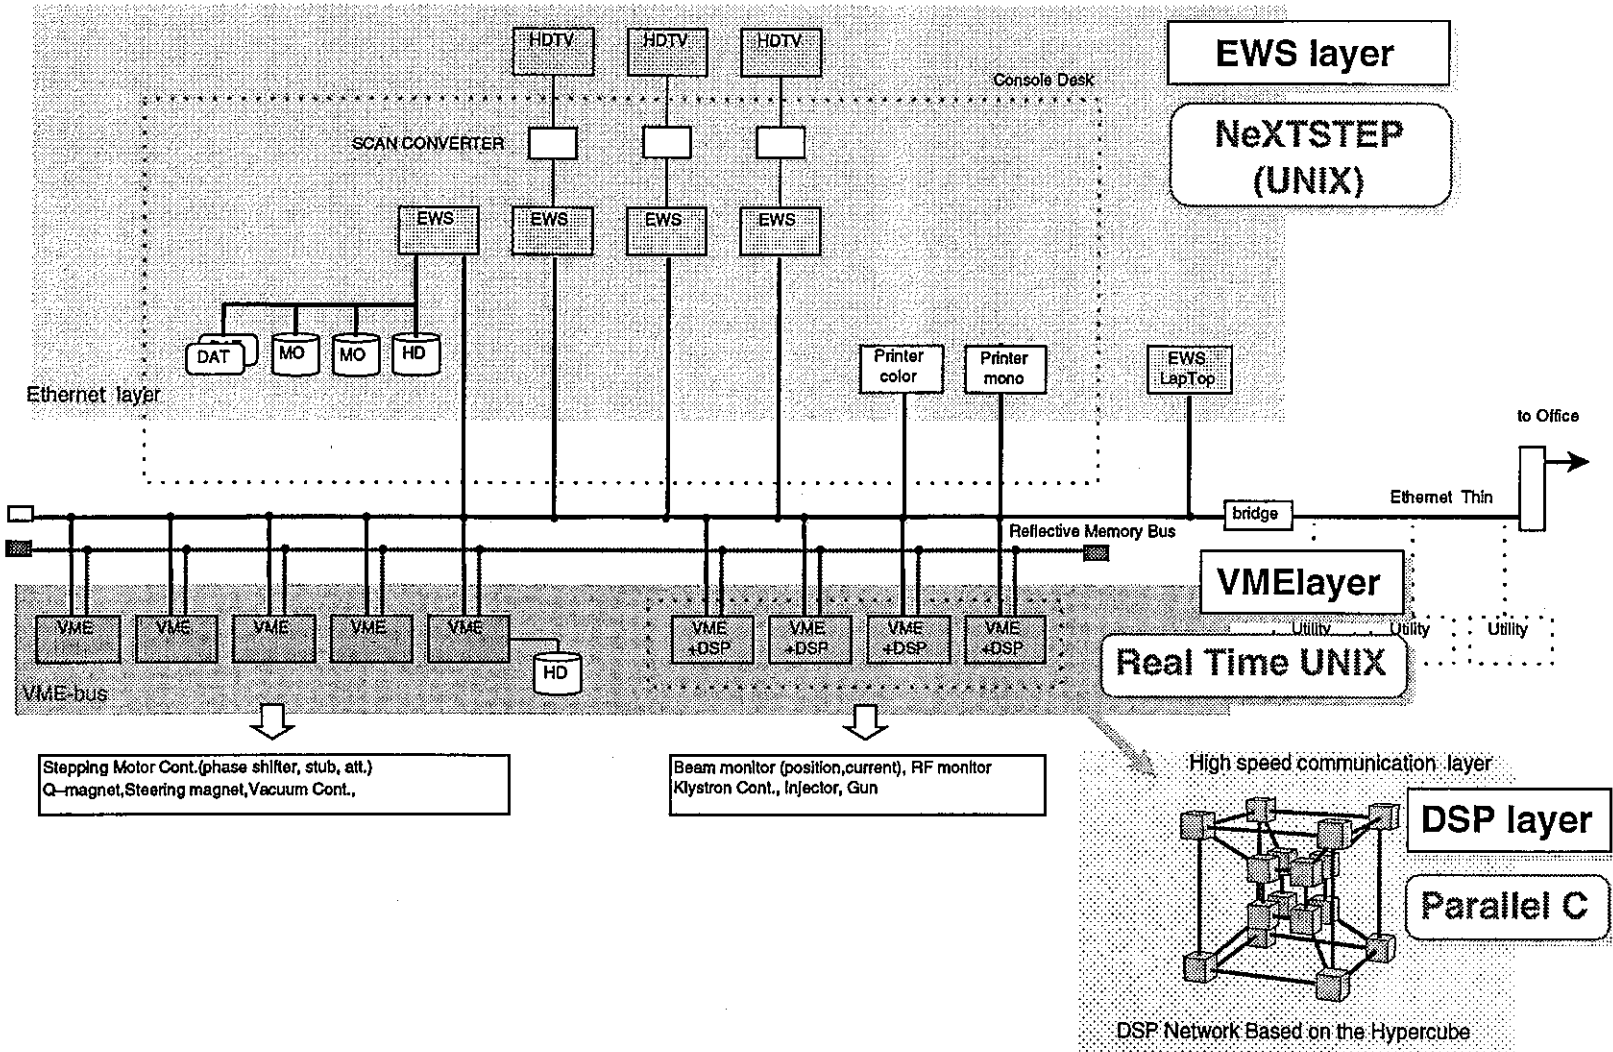 HDTV
HDTV
HDTV
EWS layer
Console Desk
NeXTSTEP
(UNIX)
SCAN CONVERTER
EWS
EWS
EWS
EWS
DAT
MO
MO
HD
Printer
color
Printer
mono
EWS
LapTop
Ethernet layer
to Office
Ethernet Thin
bridge
Reflective Memory Bus
VMElayer
VME
VME
VME
VME
VME
VME
+DSP
VME
+DSP
VME
+DSP
VME
+DSP
Utility
Utility
Utility
HD
Real Time UNIX
VME-bus
Stepping Motor Cont.(phase shifter, stub, att.)
Q–magnet,Steering magnet,Vacuum Cont.,
Beam monitor (position,current), RF monitor
Klystron Cont., Injector, Gun
High speed communication layer
DSP layer
Parallel C
DSP Network Based on the Hypercube